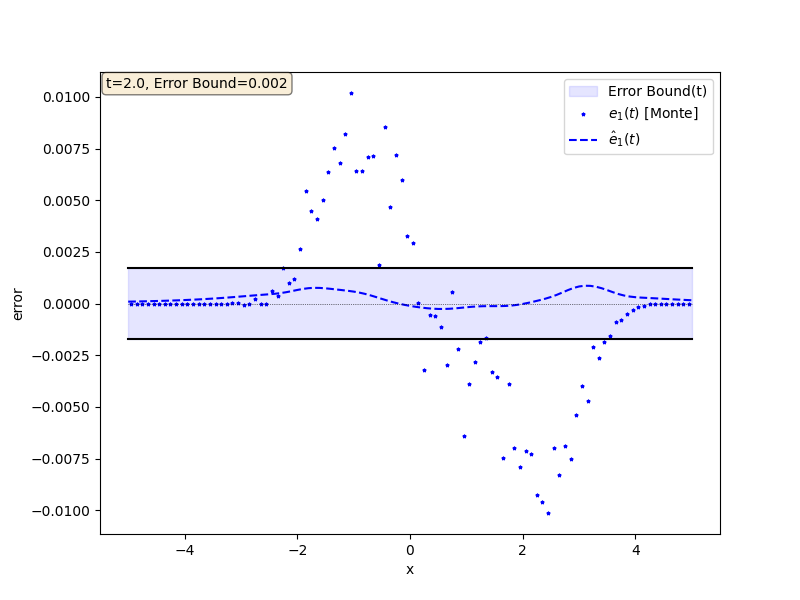 t=2.0, Error Bound=0.002
Error Bound(t)
e₁(t) [Monte]
ê₁(t)
0.0100
0.0075
0.0050
0.0025
0.0000
−0.0025
−0.0050
−0.0075
−0.0100
error
−4
−2
0
2
4
x